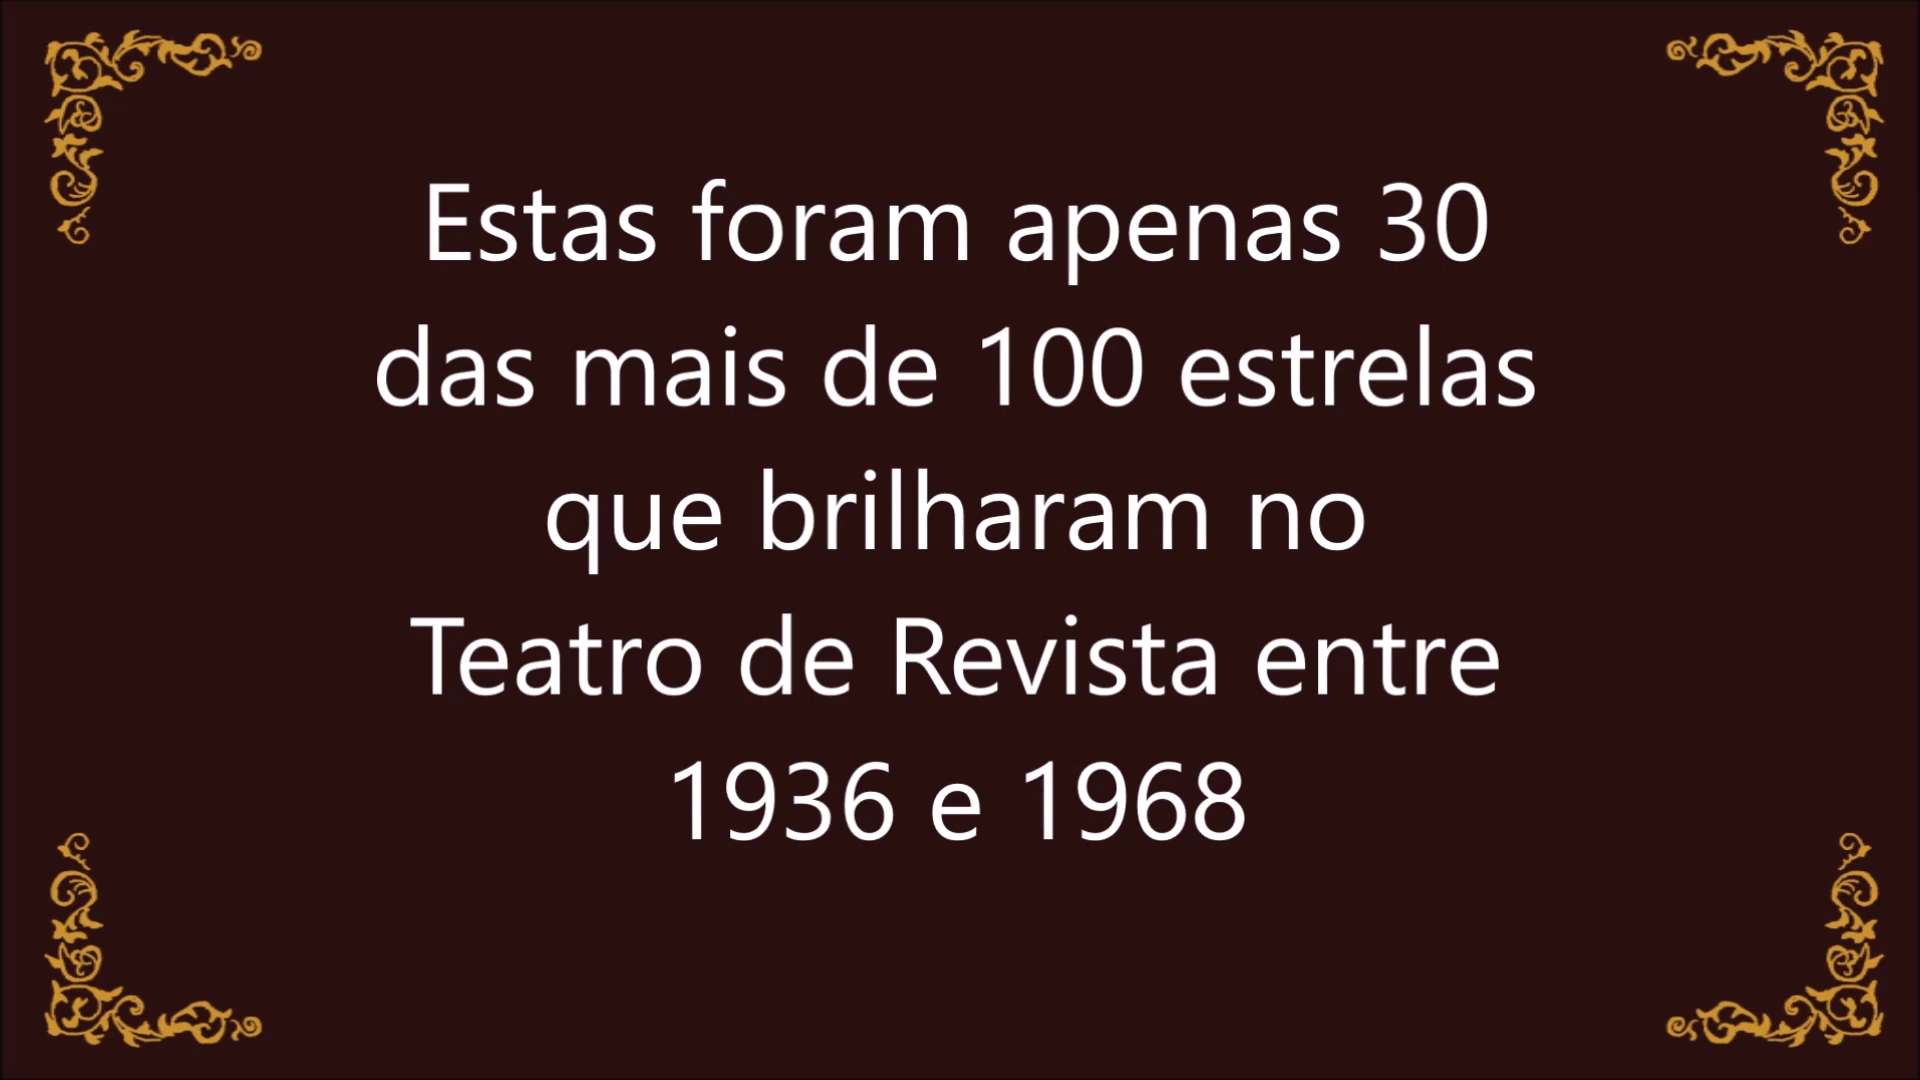 Estas foram apenas 30
das mais de 100 estrelas
que brilharam no
Teatro de Revista entre
1936 e 1968